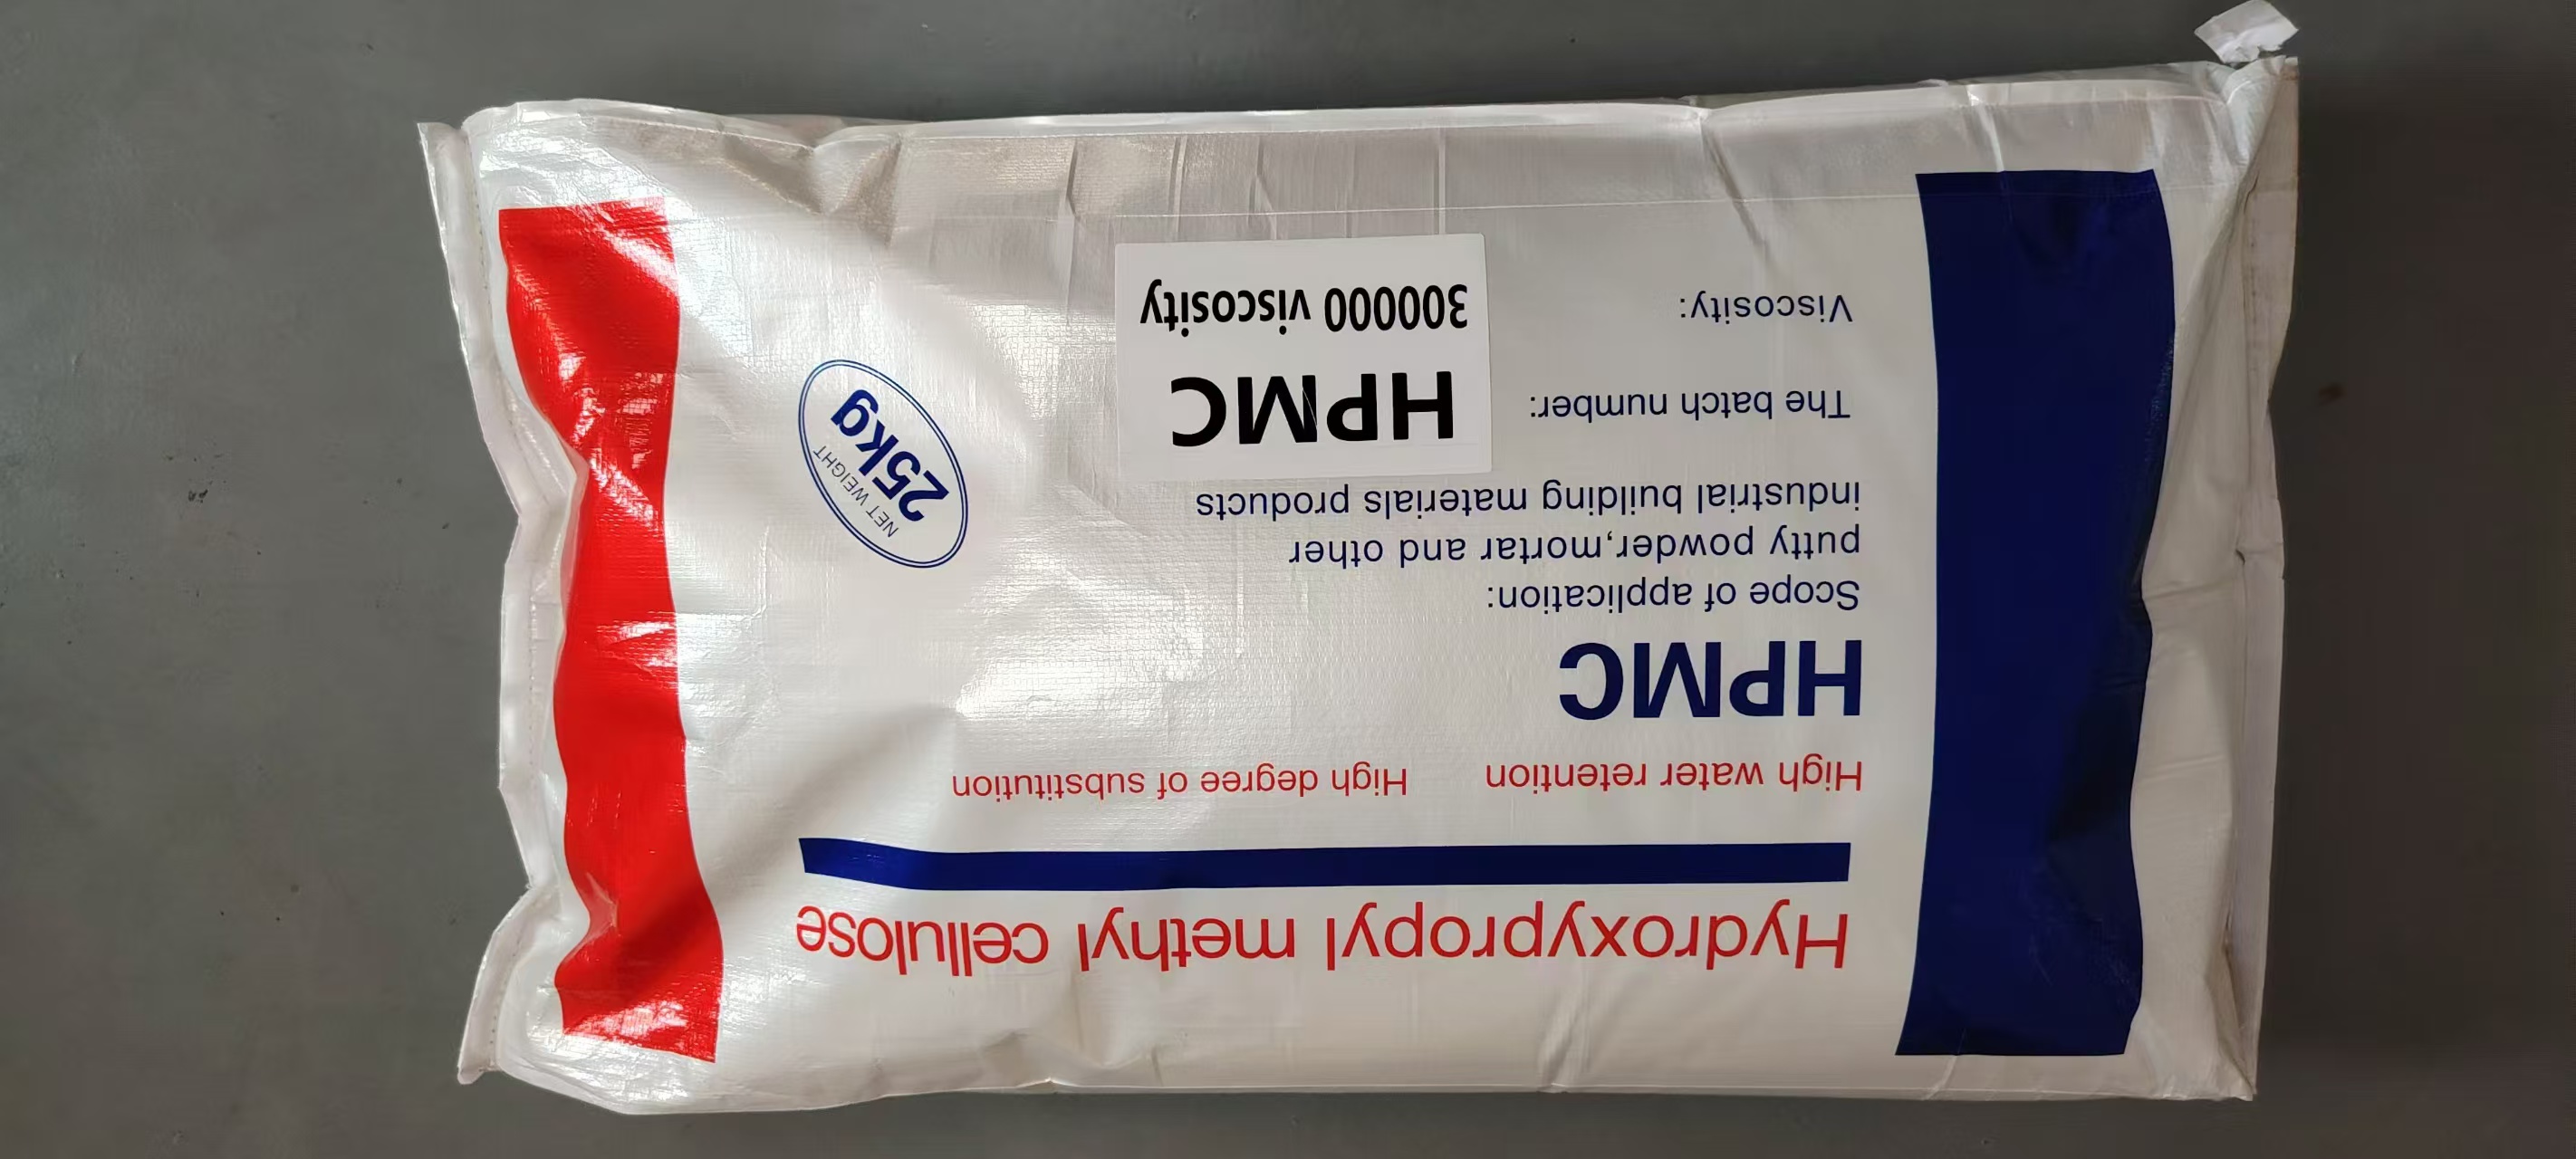 Hydroxypropyl methyl cellulose
High water retention
High degree of substitution
HPMC
Scope of application:
putty powder,mortar and other
industrial building materials products
The batch number:
Viscosity:
HPMC
300000 viscosity
NET WEIGHT
25kg